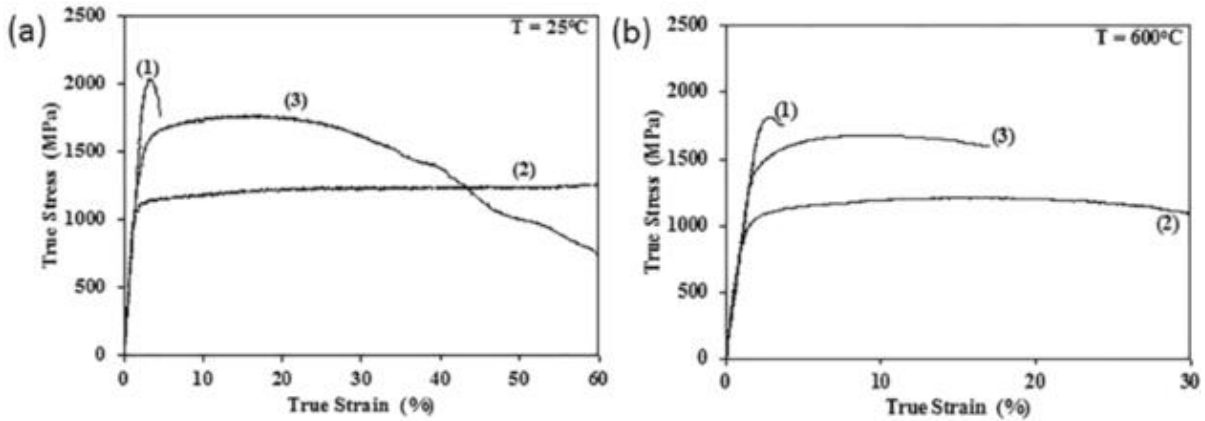 (a)
2500
2000
1500
1000
500
0
True Stress (MPa)
T = 25°C
(1)
(3)
(2)
0 10 20 30 40 50 60
True Strain (%)
(b)
2500
2000
1500
1000
500
0
True Stress (MPa)
T = 600°C
(1)
(3)
(2)
0 10 20 30
True Strain (%)